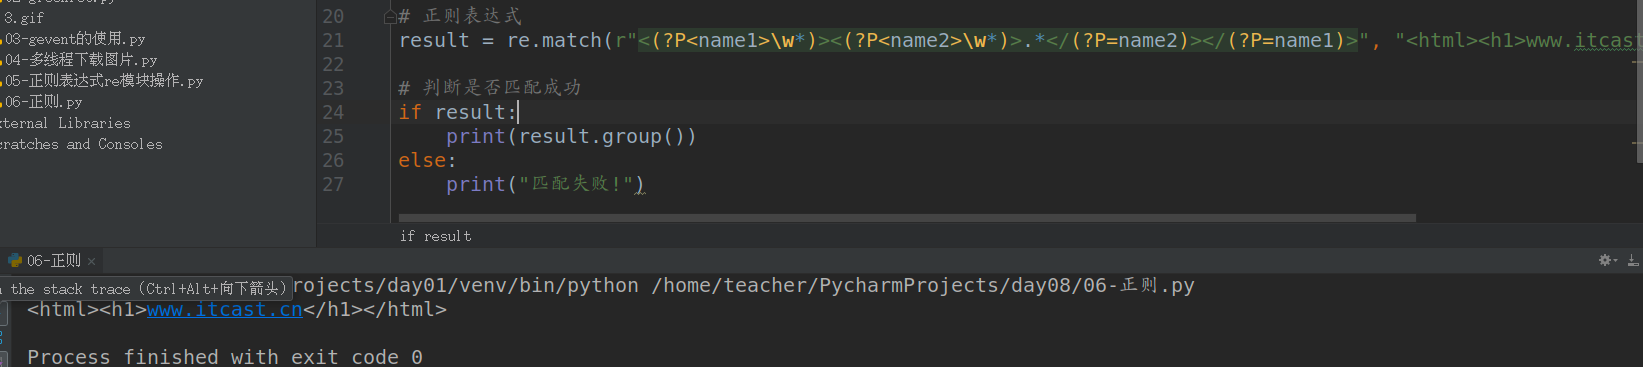 3.gif
03-gevent的使用.py
04-多线程下载图片.py
05-正则表达式re模块操作.py
06-正则.py
xternal Libraries
cratches and Consoles
20 # 正则表达式
21 result = re.match(r"<(?P<name1>\w*)><(?P<name2>\w*)>.*</(?P=name2)></(?P=name1)>", "<html><h1>www.itcast
22
23 # 判断是否匹配成功
24 if result:
25 print(result.group())
26 else:
27 print("匹配失败!")
if result
06-正则 ×
the stack trace (Ctrl+Alt+向下箭头)
rojects/day01/venv/bin/python /home/teacher/PycharmProjects/day08/06-正则.py
<html><h1>www.itcast.cn</h1></html>
Process finished with exit code 0